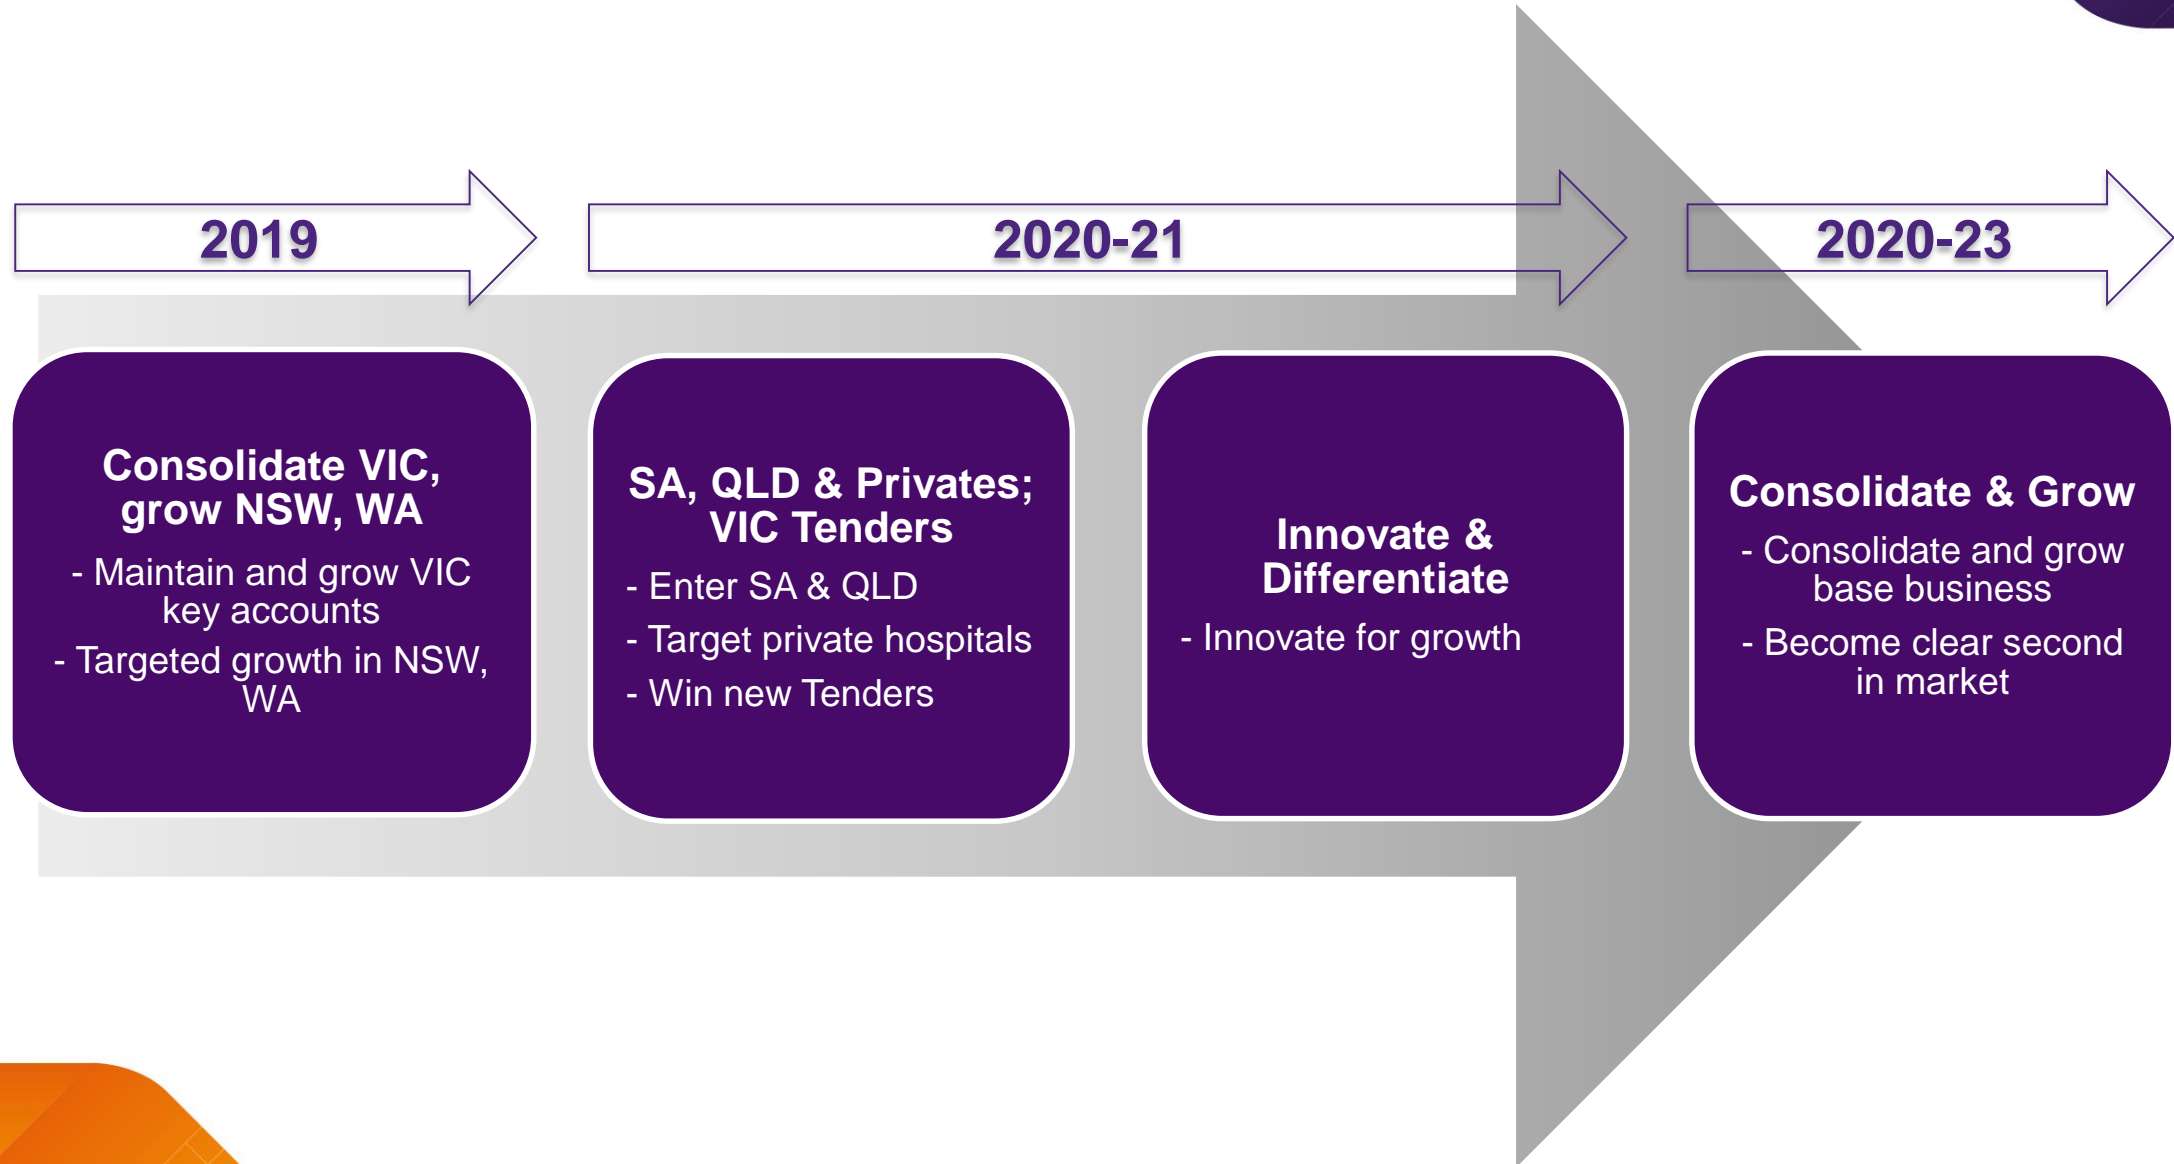 2019
2020-21
2020-23
Consolidate VIC,
grow NSW, WA
- Maintain and grow VIC
key accounts
- Targeted growth in NSW,
WA
SA, QLD & Privates;
VIC Tenders
- Enter SA & QLD
- Target private hospitals
- Win new Tenders
Innovate &
Differentiate
- Innovate for growth
Consolidate & Grow
- Consolidate and grow
base business
- Become clear second
in market